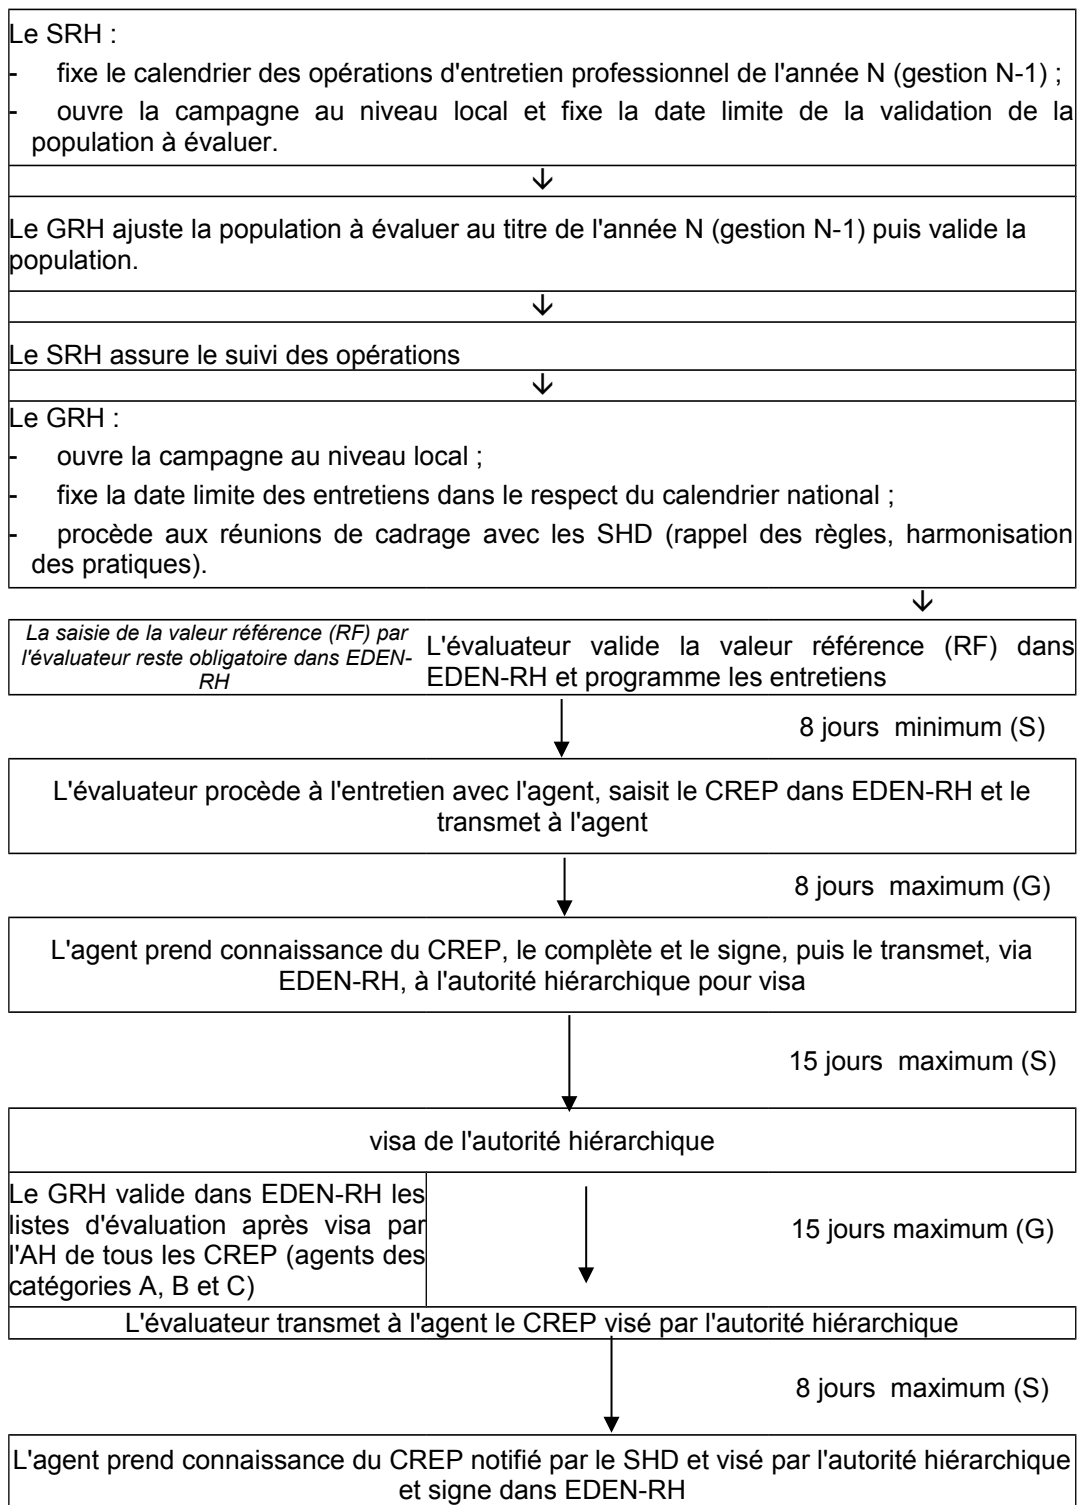 Le SRH :
- fixe le calendrier des opérations d'entretien professionnel de l'année N (gestion N-1) ;
- ouvre la campagne au niveau local et fixe la date limite de la validation de la
population à évaluer.
Le GRH ajuste la population à évaluer au titre de l'année N (gestion N-1) puis valide la
population.
Le SRH assure le suivi des opérations
Le GRH :
- ouvre la campagne au niveau local ;
- fixe la date limite des entretiens dans le respect du calendrier national ;
- procède aux réunions de cadrage avec les SHD (rappel des règles, harmonisation
des pratiques).
La saisie de la valeur référence (RF) par
l'évaluateur reste obligatoire dans EDEN-
RH
L'évaluateur valide la valeur référence (RF) dans
EDEN-RH et programme les entretiens
8 jours minimum (S)
L'évaluateur procède à l'entretien avec l'agent, saisit le CREP dans EDEN-RH et le
transmet à l'agent
8 jours maximum (G)
L'agent prend connaissance du CREP, le complète et le signe, puis le transmet, via
EDEN-RH, à l'autorité hiérarchique pour visa
15 jours maximum (S)
visa de l'autorité hiérarchique
Le GRH valide dans EDEN-RH les
listes d'évaluation après visa par
l'AH de tous les CREP (agents des
catégories A, B et C)
15 jours maximum (G)
L'évaluateur transmet à l'agent le CREP visé par l'autorité hiérarchique
8 jours maximum (S)
L'agent prend connaissance du CREP notifié par le SHD et visé par l'autorité hiérarchique
et signe dans EDEN-RH